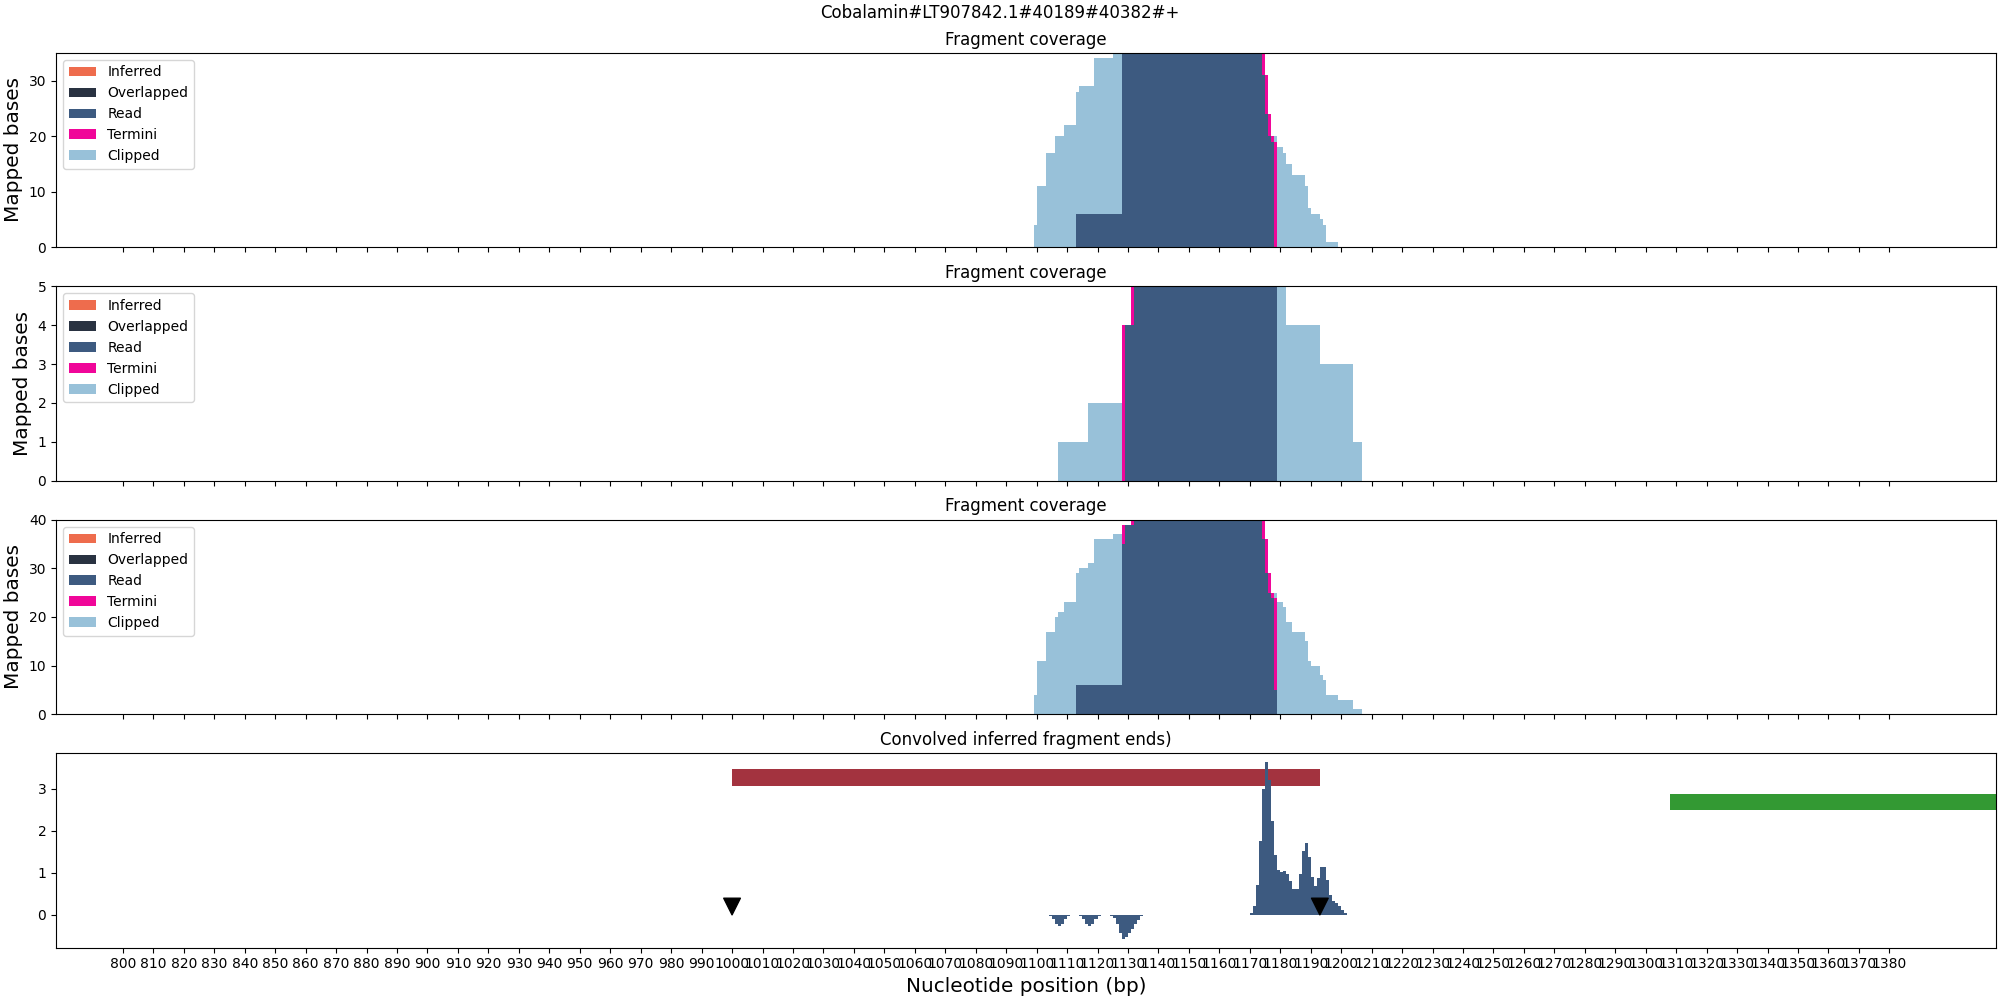 Cobalamin#LT907842.1#40189#40382#+
Fragment coverage
Mapped bases
30
20
10
0
Inferred
Overlapped
Read
Termini
Clipped
Fragment coverage
Mapped bases
5
4
3
2
1
0
Inferred
Overlapped
Read
Termini
Clipped
Fragment coverage
Mapped bases
40
30
20
10
0
Inferred
Overlapped
Read
Termini
Clipped
Convolved inferred fragment ends)
3
2
1
0
800 810 820 830 840 850 860 870 880 890 900 910 920 930 940 950 960 970 980 990 1000 1010 1020 1030 1040 1050 1060 1070 1080 1090 1100 1110 1120 1130 1140 1150 1160 1170 1180 1190 1200 1210 1220 1230 1240 1250 1260 1270 1280 1290 1300 1310 1320 1330 1340 1350 1360 1370 1380
Nucleotide position (bp)